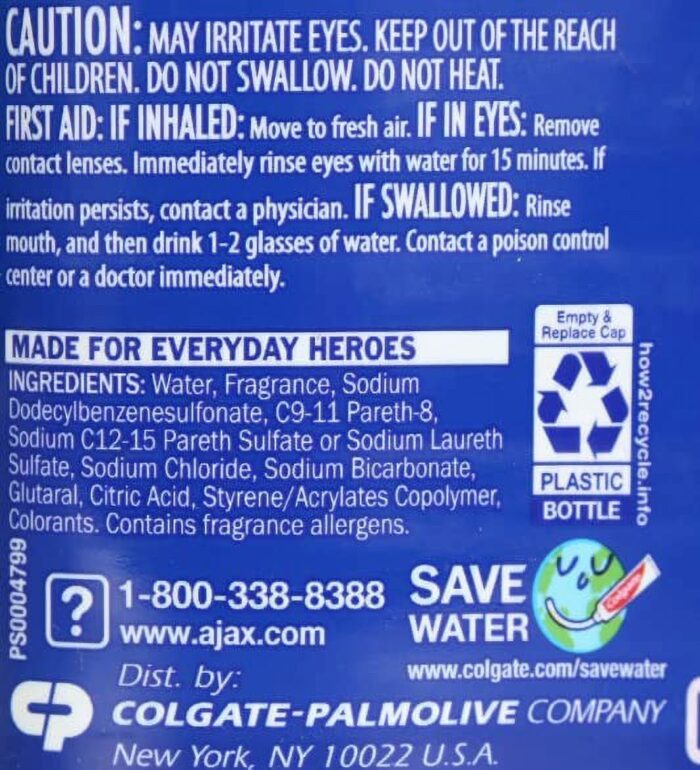 CAUTION: MAY IRRITATE EYES. KEEP OUT OF THE REACH
OF CHILDREN. DO NOT SWALLOW. DO NOT HEAT.
FIRST AID: IF INHALED: Move to fresh air. IF IN EYES: Remove
contact lenses. Immediately rinse eyes with water for 15 minutes. If
irritation persists, contact a physician. IF SWALLOWED: Rinse
mouth, and then drink 1-2 glasses of water. Contact a poison control
center or a doctor immediately.
MADE FOR EVERYDAY HEROES
INGREDIENTS: Water, Fragrance, Sodium
Dodecylbenzenesulfonate, C9-11 Pareth-8,
Sodium C12-15 Pareth Sulfate or Sodium Laureth
Sulfate, Sodium Chloride, Sodium Bicarbonate,
Glutaral, Citric Acid, Styrene/Acrylates Copolymer,
Colorants. Contains fragrance allergens.
Empty &
Replace Cap
PLASTIC
BOTTLE
how2recycle.info
PS0004799
?
1-800-338-8388
www.ajax.com
SAVE
WATER
Colgate
www.colgate.com/savewater
Dist. by:
COLGATE-PALMOLIVE COMPANY
New York, NY 10022 U.S.A.